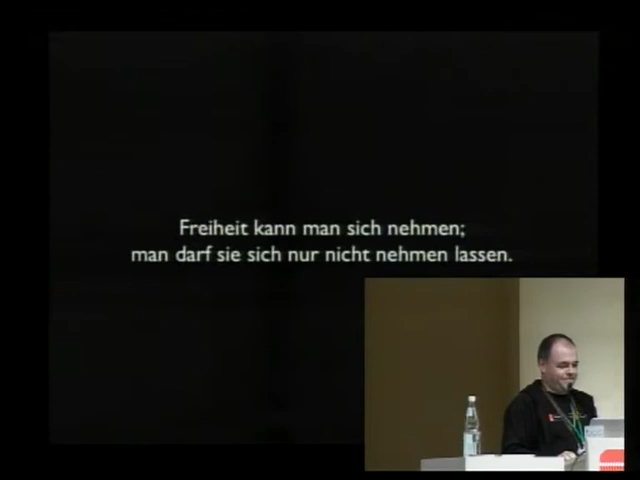 Freiheit kann man sich nehmen;
man darf sie sich nur nicht nehmen lassen.